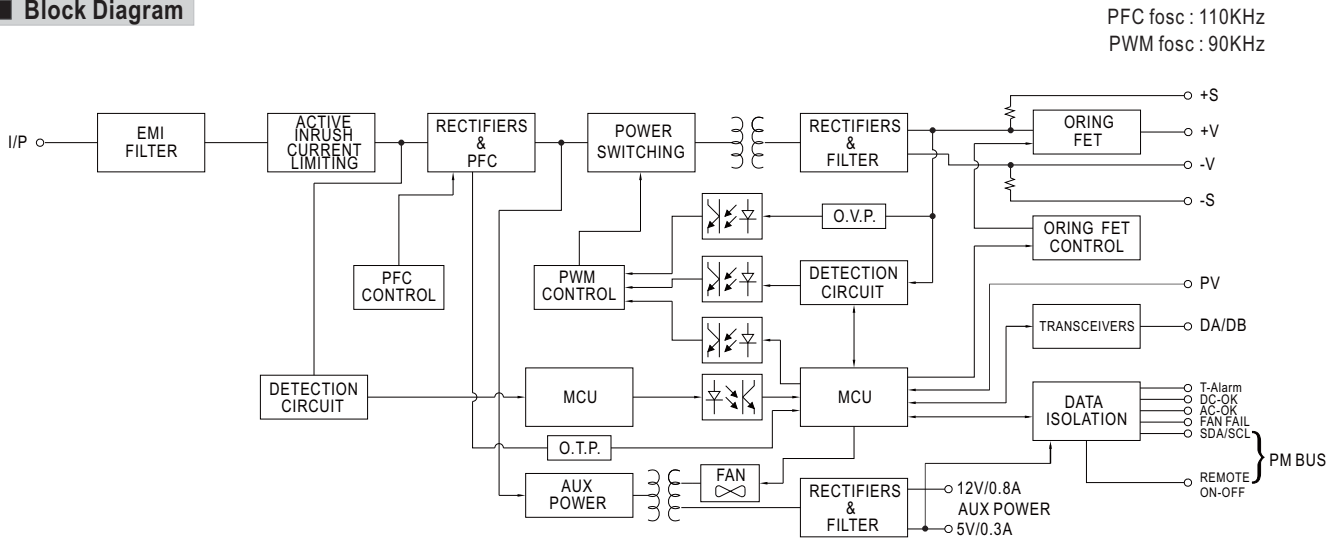 Block Diagram
PFC fosc : 110KHz
PWM fosc : 90KHz
I/P
EMI
FILTER
ACTIVE
INRUSH
CURRENT
LIMITING
RECTIFIERS
&
PFC
POWER
SWITCHING
RECTIFIERS
&
FILTER
ORING
FET
+S
+V
-V
-S
O.V.P.
ORING FET
CONTROL
PFC
CONTROL
PWM
CONTROL
DETECTION
CIRCUIT
PV
TRANSCEIVERS
DA/DB
DETECTION
CIRCUIT
MCU
MCU
DATA
ISOLATION
T-Alarm
DC-OK
AC-OK
FAN FAIL
SDA/SCL
PM BUS
REMOTE
ON-OFF
O.T.P.
AUX
POWER
FAN
RECTIFIERS
&
FILTER
12V/0.8A
AUX POWER
5V/0.3A